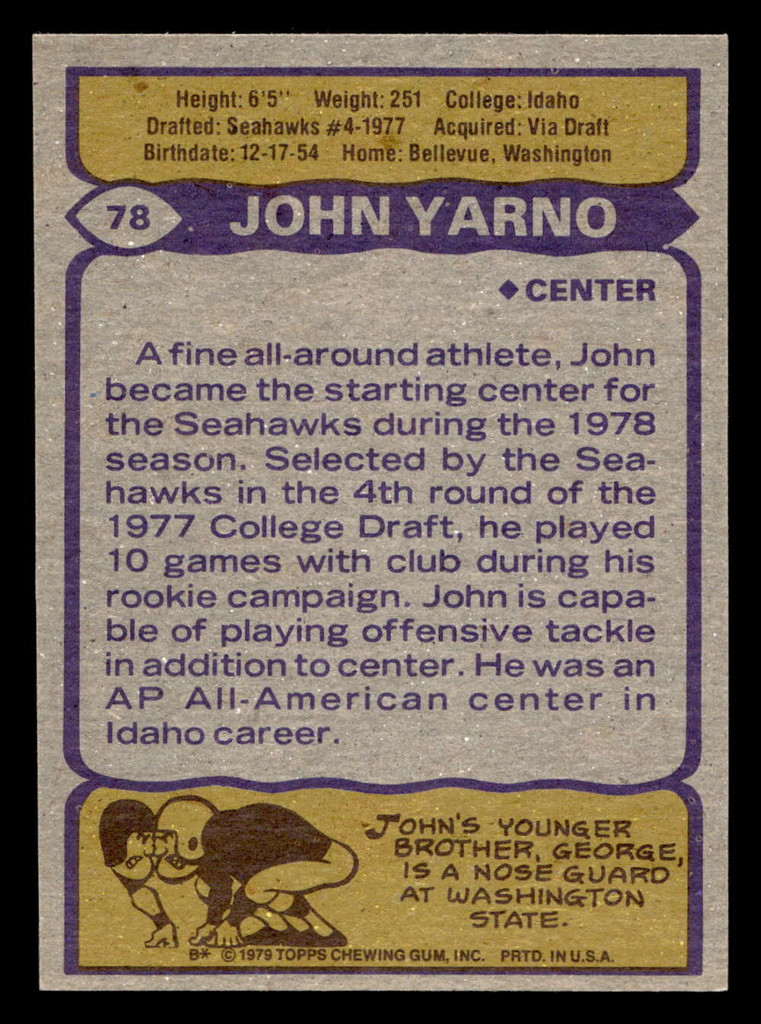 Height: 6'5'' Weight: 251 College: Idaho
Drafted: Seahawks #4-1977 Acquired: Via Draft
Birthdate: 12-17-54 Home: Bellevue, Washington
78 JOHN YARNO
◆ CENTER
A fine all-around athlete, John
became the starting center for
the Seahawks during the 1978
season. Selected by the Sea-
hawks in the 4th round of the
1977 College Draft, he played
10 games with club during his
rookie campaign. John is capa-
ble of playing offensive tackle
in addition to center. He was an
AP All-American center in
Idaho career.
JOHN'S YOUNGER
BROTHER, GEORGE,
IS A NOSE GUARD
AT WASHINGTON
STATE.
B* © 1979 TOPPS CHEWING GUM, INC. PRTD. IN U.S.A.